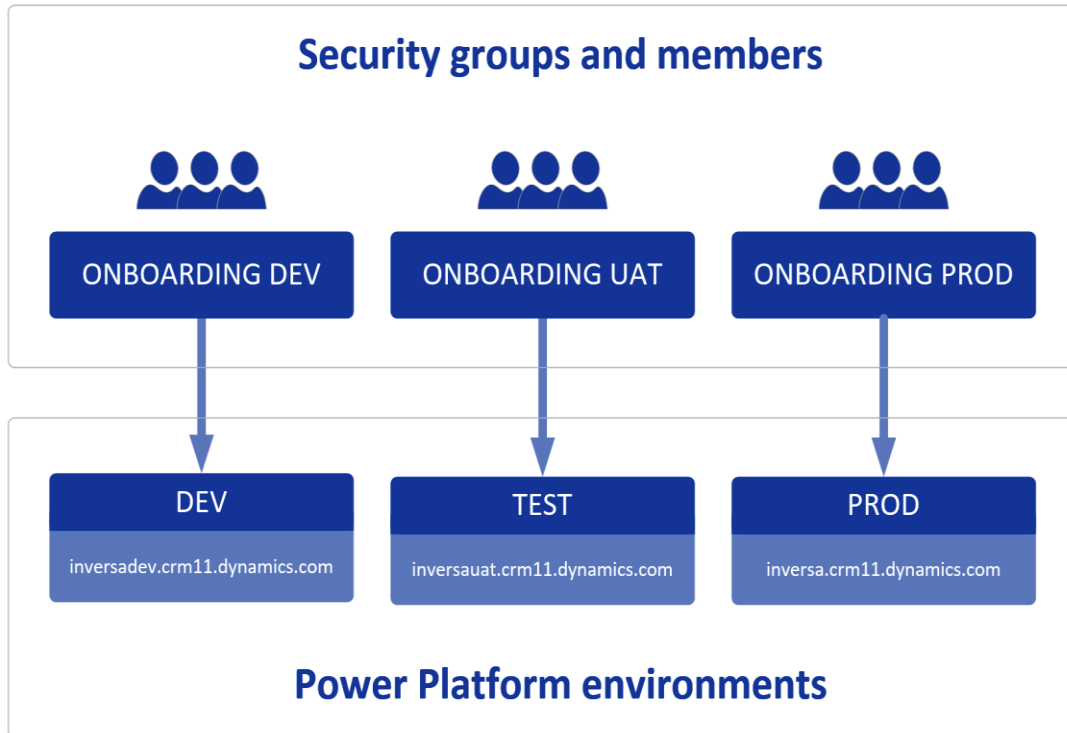 Security groups and members
ONBOARDING DEV
ONBOARDING UAT
ONBOARDING PROD
DEV
inversadev.crm11.dynamics.com
TEST
inversauat.crm11.dynamics.com
PROD
inversa.crm11.dynamics.com
Power Platform environments